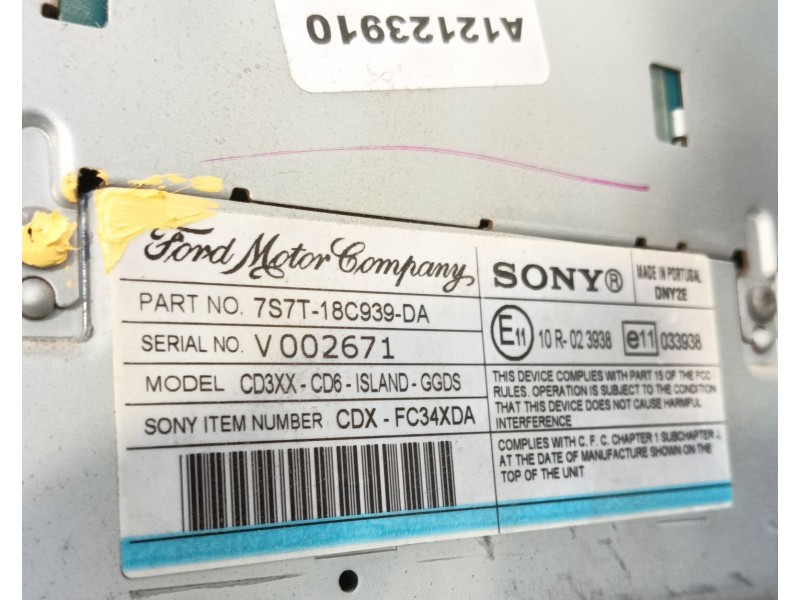 A12123910
Ford Motor Company
PART NO. 7S7T-18C939-DA
SERIAL NO. V 002671
MODEL CD3XX - CD6 - ISLAND - GGDS
SONY ITEM NUMBER CDX - FC34XDA
SONY®
MADE IN PORTUGAL
DNY2E
E11 10 R- 02 3938 e11 033938
THIS DEVICE COMPLIES WITH PART 15 OF THE FCC
RULES. OPERATION IS SUBJECT TO THE CONDITION
THAT THIS DEVICE DOES NOT CAUSE HARMFUL
INTERFERENCE
COMPLIES WITH C. F. C. CHAPTER 1 SUBCHAPTER J.
AT THE DATE OF MANUFACTURE SHOWN ON THE
TOP OF THE UNIT